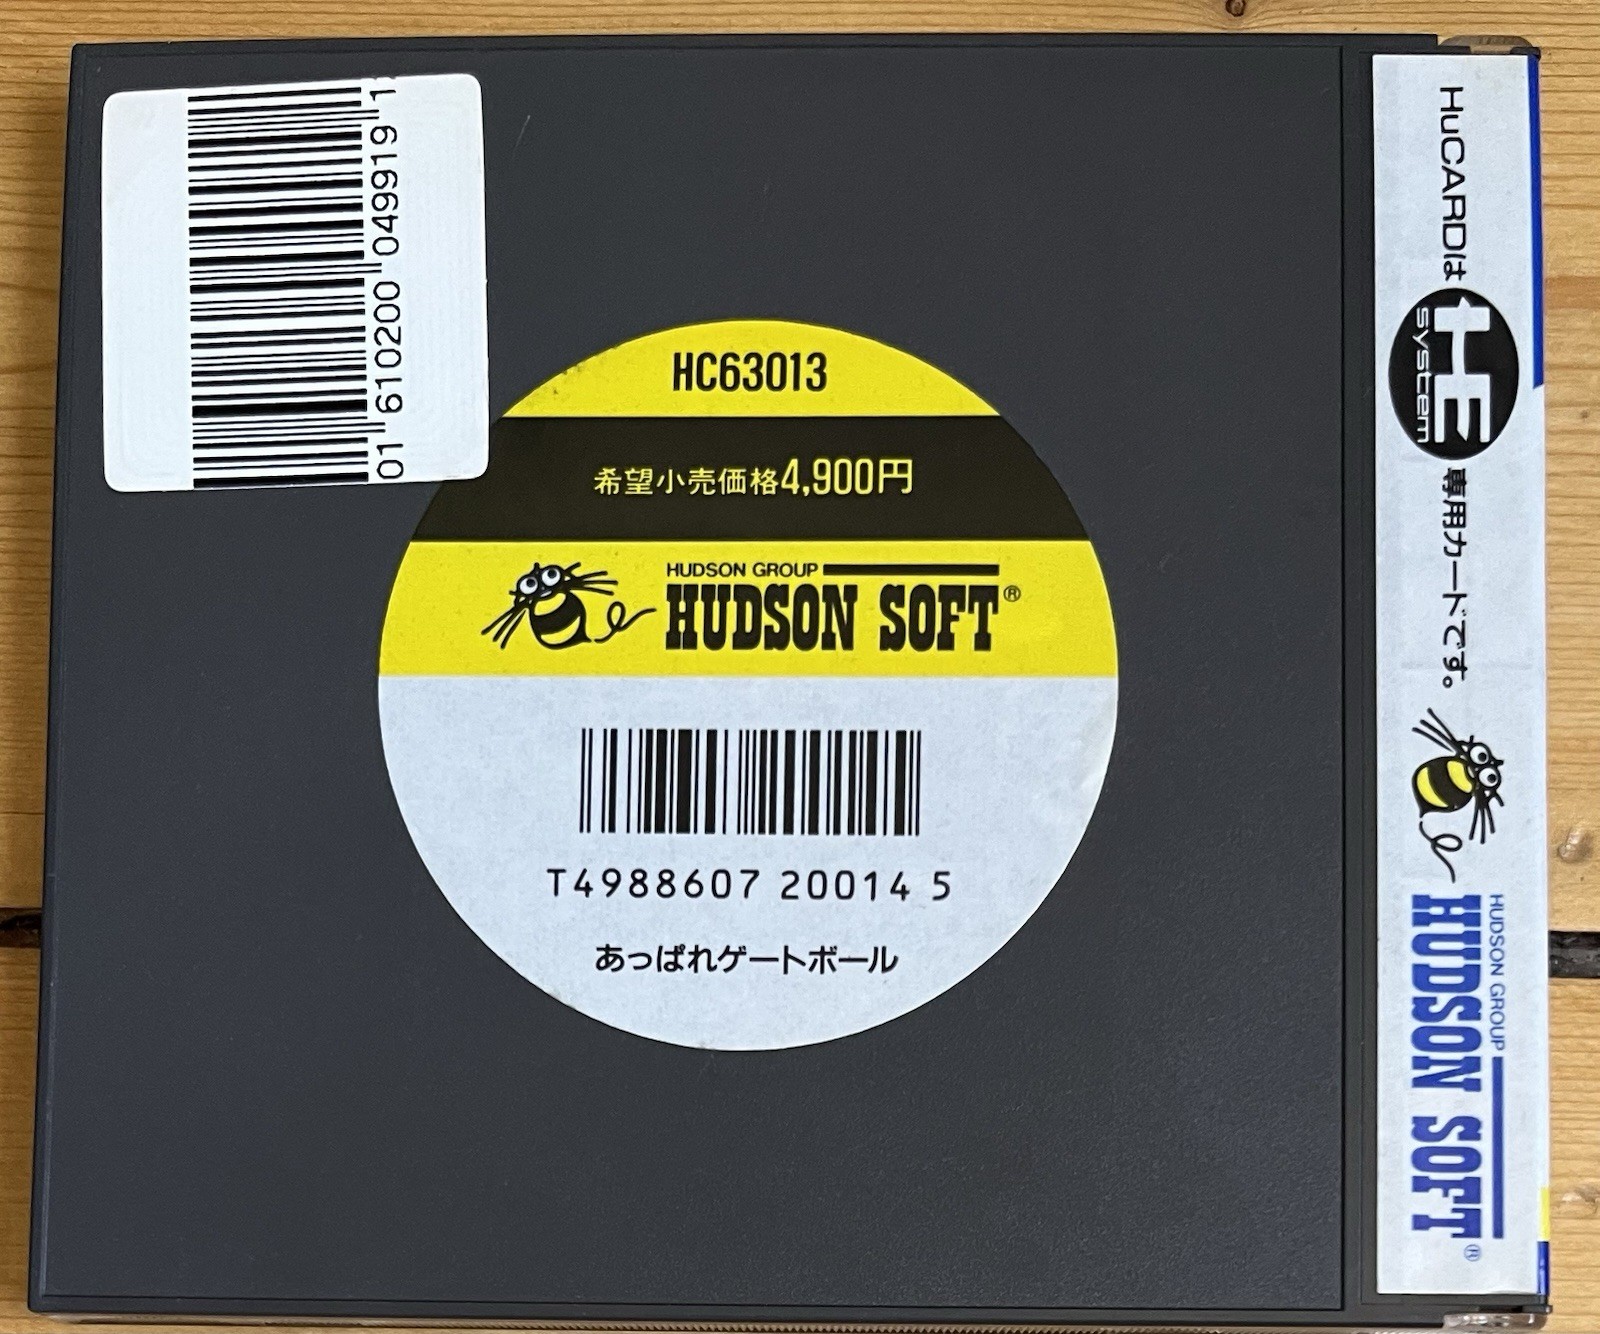 01 610200 049919 1
HC63013
希望小売価格4,900円
HUDSON GROUP
HUDSON SOFT®
T4988607 20014 5
あっぱれゲートボール
HuCARDは
HE
system
専用カードです。
HUDSON GROUP
HUDSON SOFT®